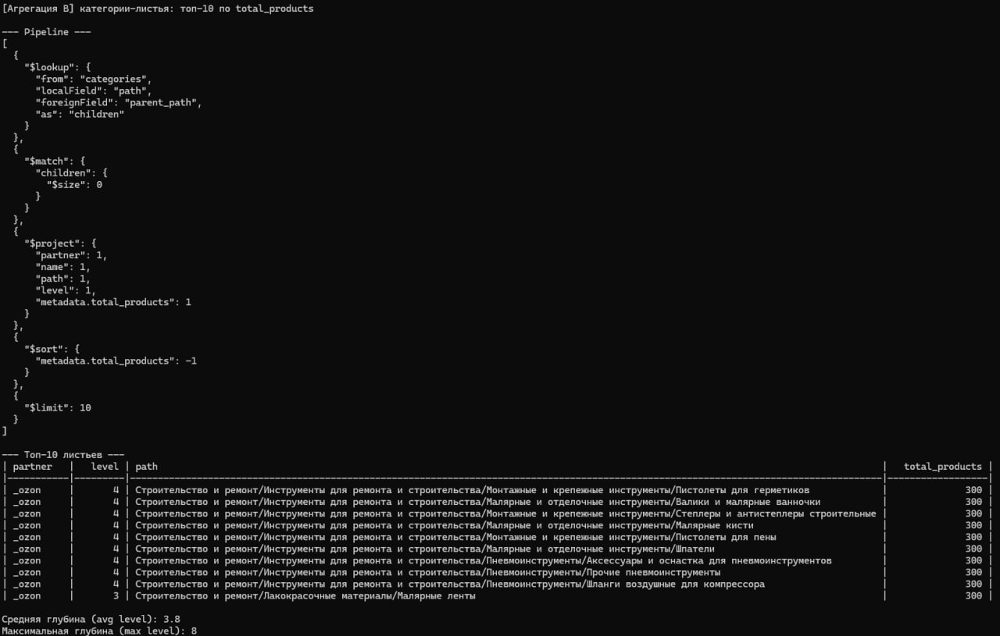 [Агрегация B] категории-листья: топ-10 по total_products
--- Pipeline ---
[
  {
    "$lookup": {
      "from": "categories",
      "localField": "path",
      "foreignField": "parent_path",
      "as": "children"
    }
  },
  {
    "$match": {
      "children": {
        "$size": 0
      }
    }
  },
  {
    "$project": {
      "partner": 1,
      "name": 1,
      "path": 1,
      "level": 1,
      "metadata.total_products": 1
    }
  },
  {
    "$sort": {
      "metadata.total_products": -1
    }
  },
  {
    "$limit": 10
  }
]
--- Топ-10 листьев ---
| partner   |   level | path                                                                                                                                  |   total_products |
|-----------|---------|---------------------------------------------------------------------------------------------------------------------------------------|------------------|
| _ozon     |       4 | Строительство и ремонт/Инструменты для ремонта и строительства/Монтажные и крепежные инструменты/Пистолеты для герметиков             |              300 |
| _ozon     |       4 | Строительство и ремонт/Инструменты для ремонта и строительства/Малярные и отделочные инструменты/Валики и малярные ванночки           |              300 |
| _ozon     |       4 | Строительство и ремонт/Инструменты для ремонта и строительства/Монтажные и крепежные инструменты/Степлеры и антистеплеры строительные |              300 |
| _ozon     |       4 | Строительство и ремонт/Инструменты для ремонта и строительства/Малярные и отделочные инструменты/Малярные кисти                       |              300 |
| _ozon     |       4 | Строительство и ремонт/Инструменты для ремонта и строительства/Монтажные и крепежные инструменты/Пистолеты для пены                   |              300 |
| _ozon     |       4 | Строительство и ремонт/Инструменты для ремонта и строительства/Малярные и отделочные инструменты/Шпатели                              |              300 |
| _ozon     |       4 | Строительство и ремонт/Инструменты для ремонта и строительства/Пневмоинструменты/Аксессуары и оснастка для пневмоинструментов         |              300 |
| _ozon     |       4 | Строительство и ремонт/Инструменты для ремонта и строительства/Пневмоинструменты/Прочие пневмоинструменты                             |              300 |
| _ozon     |       4 | Строительство и ремонт/Инструменты для ремонта и строительства/Пневмоинструменты/Шланги воздушные для компрессора                     |              300 |
| _ozon     |       3 | Строительство и ремонт/Лакокрасочные материалы/Малярные ленты                                                                         |              300 |
Средняя глубина (avg level): 3.8
Максимальная глубина (max level): 8